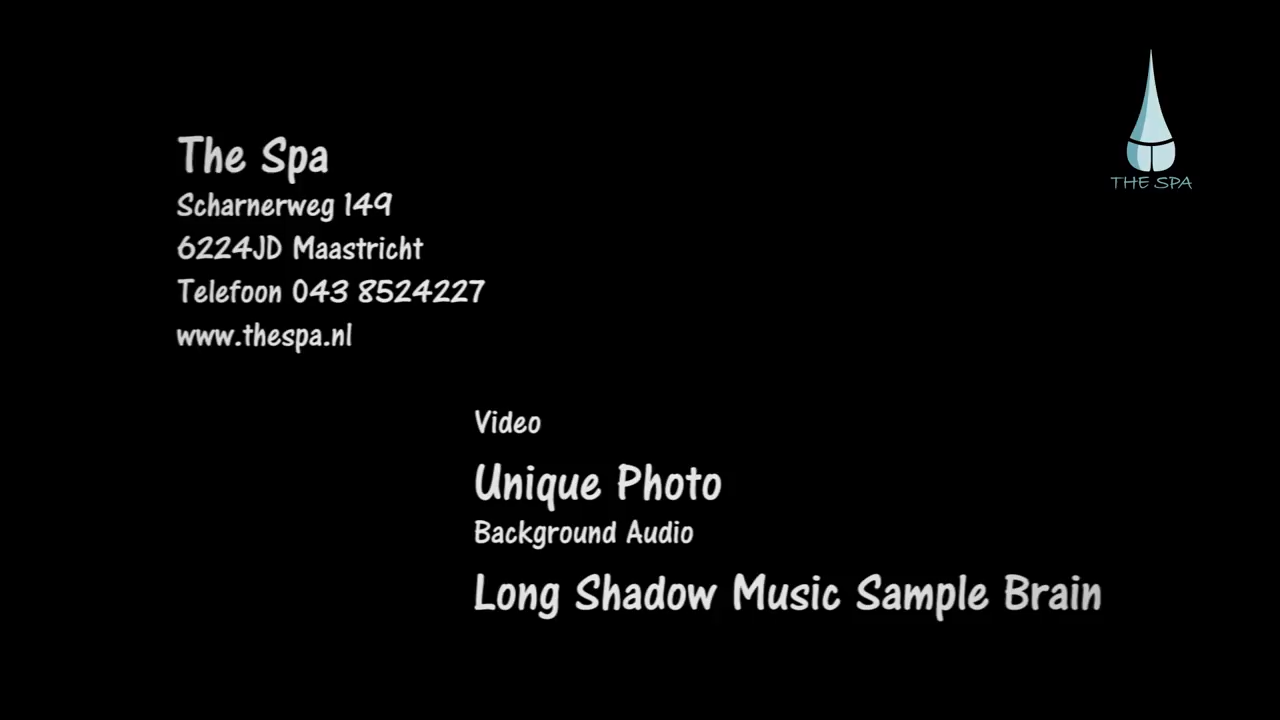 The Spa
Scharnerweg 149
6224JD Maastricht
Telefoon 043 8524227
www.thespa.nl
THE SPA
Video
Unique Photo
Background Audio
Long Shadow Music Sample Brain